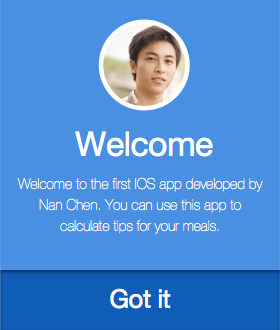 Welcome
Welcome to the first IOS app developed by
Nan Chen. You can use this app to
calculate tips for your meals.
Got it